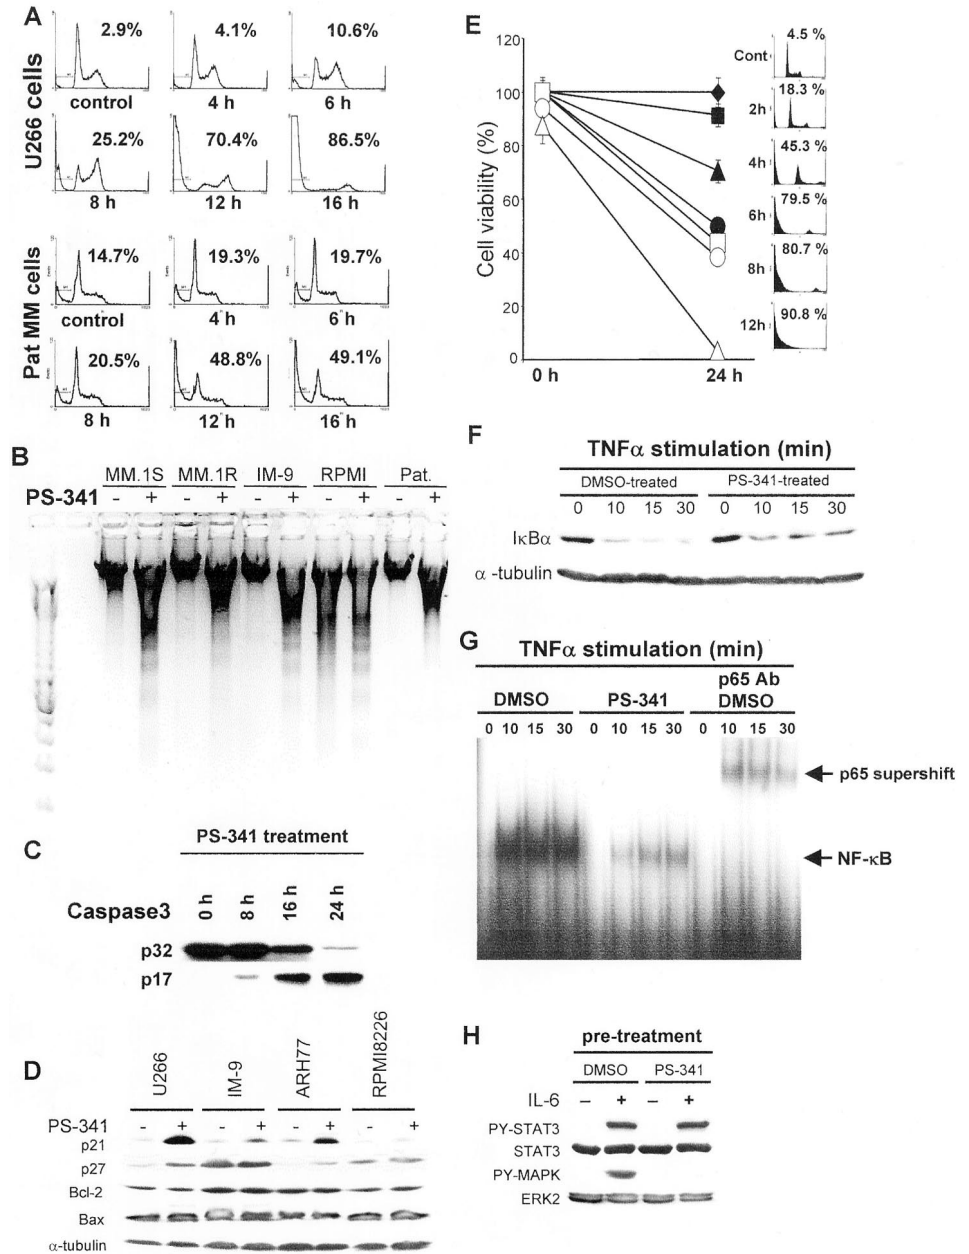 A
U266 cells
2.9%
4.1%
10.6%
control
4 h
6 h
25.2%
70.4%
86.5%
8 h
12 h
16 h
Pat MM cells
14.7%
19.3%
19.7%
control
4 h
6 h
20.5%
48.8%
49.1%
8 h
12 h
16 h
B
MM.1S MM.1R IM-9 RPMI Pat.
PS-341 - + - + - + - + - +
C
PS-341 treatment
Caspase3 0 h 8 h 16 h 24 h
p32
p17
D
U266 IM-9 ARH77 RPMI8226
PS-341 - + - + - + - +
p21
p27
Bcl-2
Bax
α-tubulin
E
Cell viability (%)
120
100
80
60
40
20
0
0 h 24 h
Cont 4.5 %
2h 18.3 %
4h 45.3 %
6h 79.5 %
8h 80.7 %
12h 90.8 %
F
TNFα stimulation (min)
DMSO-treated PS-341-treated
0 10 15 30 0 10 15 30
IκBα
α -tubulin
G
TNFα stimulation (min)
DMSO PS-341 p65 Ab DMSO
0 10 15 30 0 10 15 30 0 10 15 30
p65 supershift
NF-κB
H
pre-treatment
DMSO PS-341
IL-6 – + – +
PY-STAT3
STAT3
PY-MAPK
ERK2